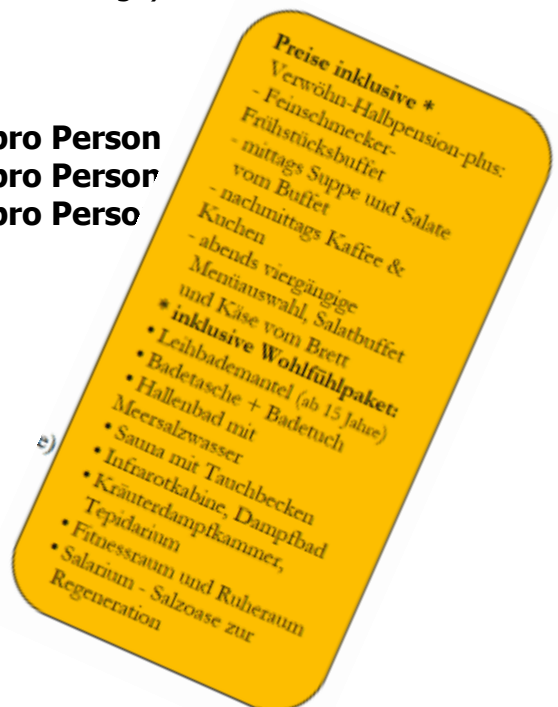 pro Person
pro Person
pro Perso
e)
Preise inklusive *
Verwöhn-Halbpension-plus:
- Feinschmecker-
Frühstücksbuffet
- mittags Suppe und Salate
vom Buffet
- nachmittags Kaffee &
Kuchen
- abends viergängige
Menüauswahl, Salatbuffet
und Käse vom Brett
* inklusive Wohlfühlpaket:
• Leihbademantel (ab 15 Jahre)
• Badetasche + Badetuch
• Hallenbad mit
Meersalzwasser
• Sauna mit Tauchbecken
• Infrarotkabine, Dampfbad
• Kräuterdampfkammer,
Tepidarium
• Fitnessraum und Ruheraum
• Salarium - Salzoase zur
Regeneration